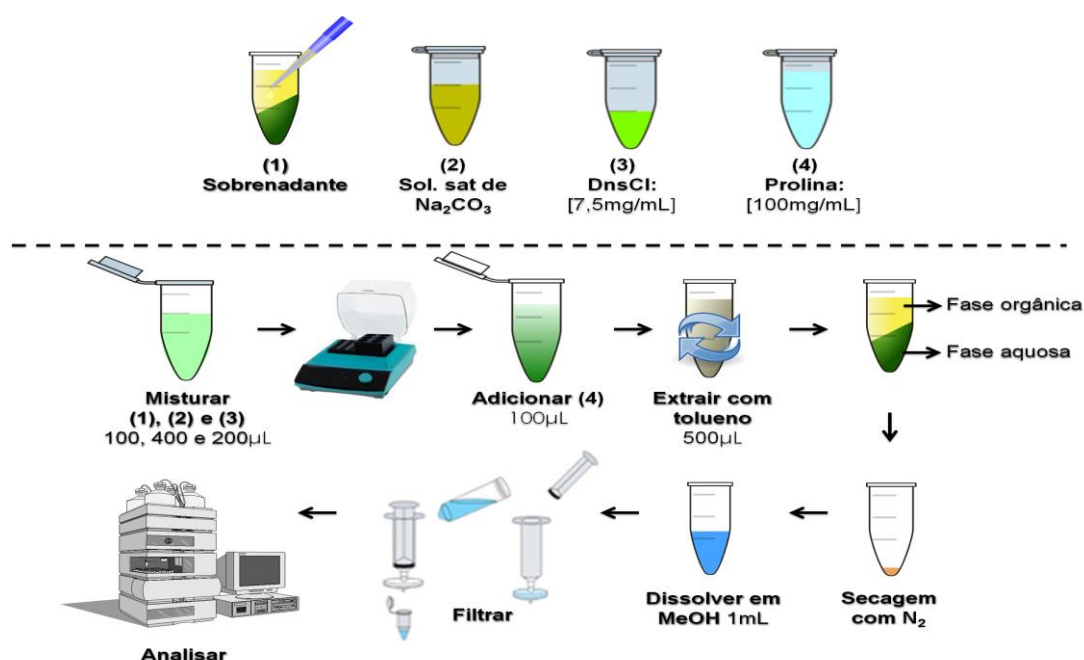 (1)
Sobrenadante
(2)
Sol. sat de
Na₂CO₃
(3)
DnsCl:
[7,5mg/mL]
(4)
Prolina:
[100mg/mL]
Misturar
(1), (2) e (3)
100, 400 e 200µL
Adicionar (4)
100µL
Extrair com
tolueno
500µL
Fase orgânica
Fase aquosa
Analisar
Filtrar
Dissolver em
MeOH 1mL
Secagem
com N₂